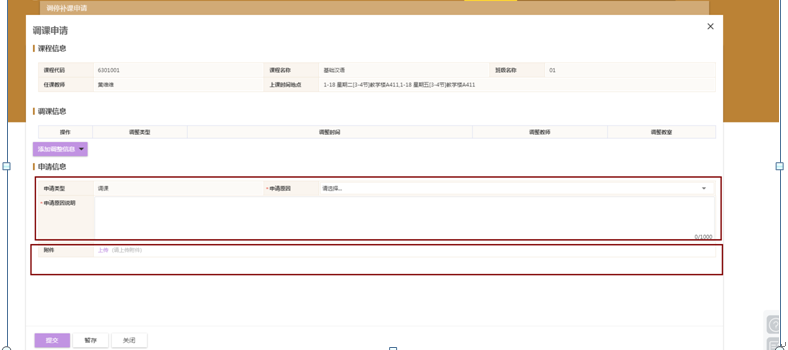 调停补课申请
调课申请
课程信息
课程代码 6301001 课程名称 基础汉语 班级名称 01
任课教师 上课时间地点 1-18 星期二[3-4节]教学楼A411,1-18 星期五[3-4节]教学楼A411
调课信息
操作 调整类型 调整时间 调整教师 调整教室
添加调整信息
申请信息
申请类型 调课 *申请原因 请选择...
*申请原因说明
0/1000
附件 上传 (请上传附件)
提交 暂存 关闭